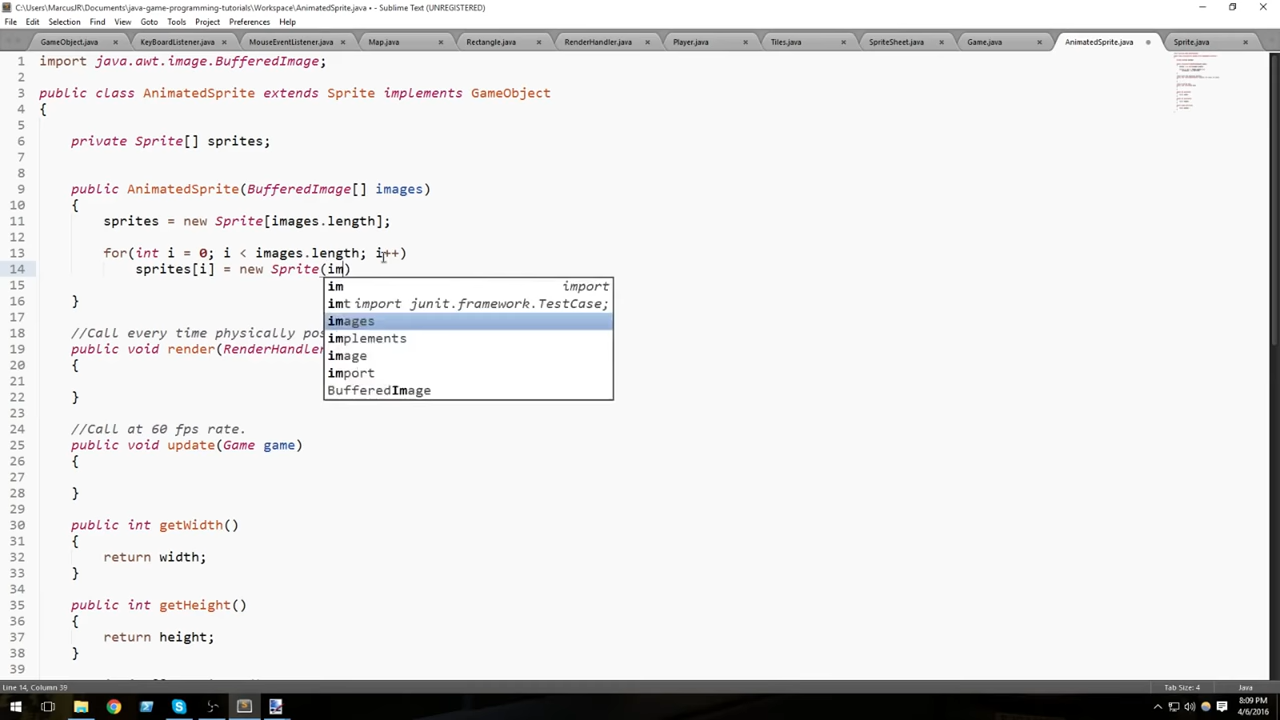 C:\Users\MarcusJR\Documents\java-game-programming-tutorials\Workspace\AnimatedSprite.java • - Sublime Text (UNREGISTERED)
File Edit Selection Find View Goto Tools Project Preferences Help
GameObject.java KeyBoardListener.java MouseEventListener.java Map.java Rectangle.java RenderHandler.java Player.java Tiles.java SpriteSheet.java Game.java AnimatedSprite.java Sprite.java
1 import java.awt.image.BufferedImage;
2
3 public class AnimatedSprite extends Sprite implements GameObject
4 {
5
6 private Sprite[] sprites;
7
8
9 public AnimatedSprite(BufferedImage[] images)
10 {
11 sprites = new Sprite[images.length];
12
13 for(int i = 0; i < images.length; i++)
14 sprites[i] = new Sprite(im)
im import
15
imt import junit.framework.TestCase;
16 }
images
17
implements
18 //Call every time physically po
image
19 public void render(RenderHandler
import
20 {
BufferedImage
21
22 }
23
24 //Call at 60 fps rate.
25 public void update(Game game)
26 {
27
28 }
29
30 public int getWidth()
31 {
32 return width;
33 }
34
35 public int getHeight()
36 {
37 return height;
38 }
39
Line 14, Column 39 Tab Size: 4 Java
8:09 PM
4/6/2016